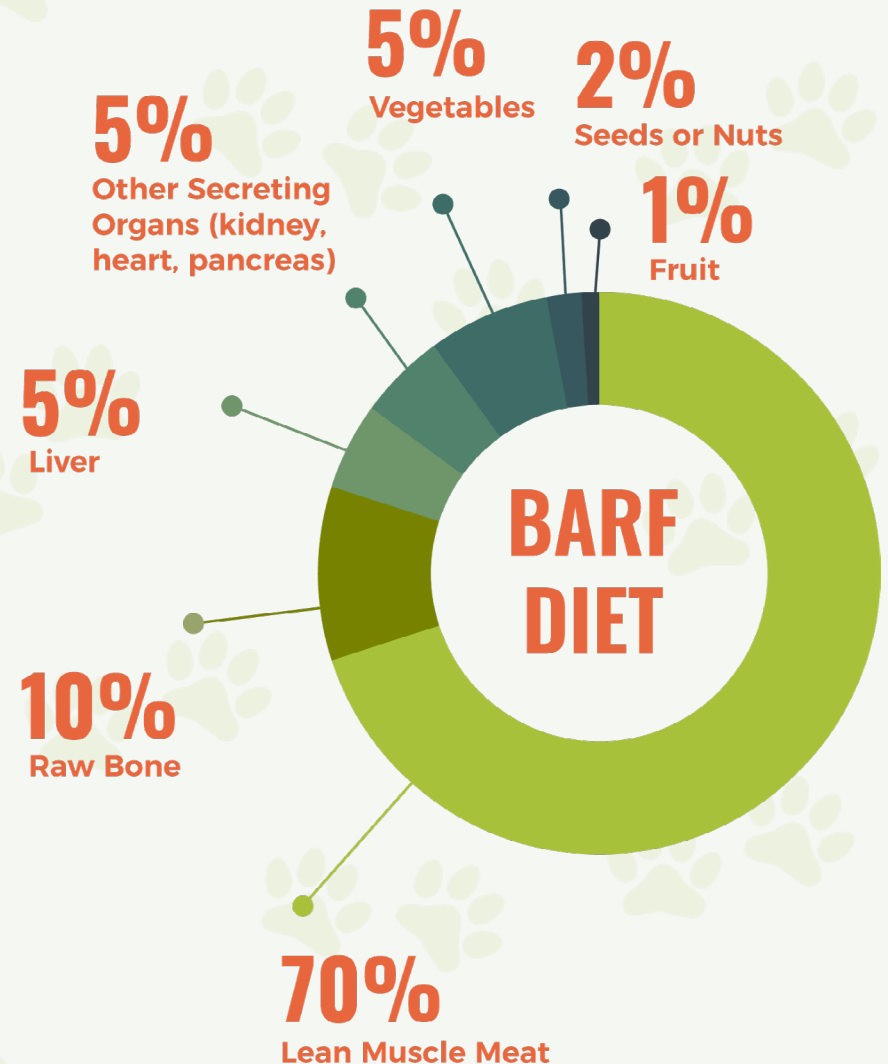 5%
Vegetables
2%
Seeds or Nuts
5%
Other Secreting
Organs (kidney,
heart, pancreas)
1%
Fruit
5%
Liver
BARF
DIET
10%
Raw Bone
70%
Lean Muscle Meat